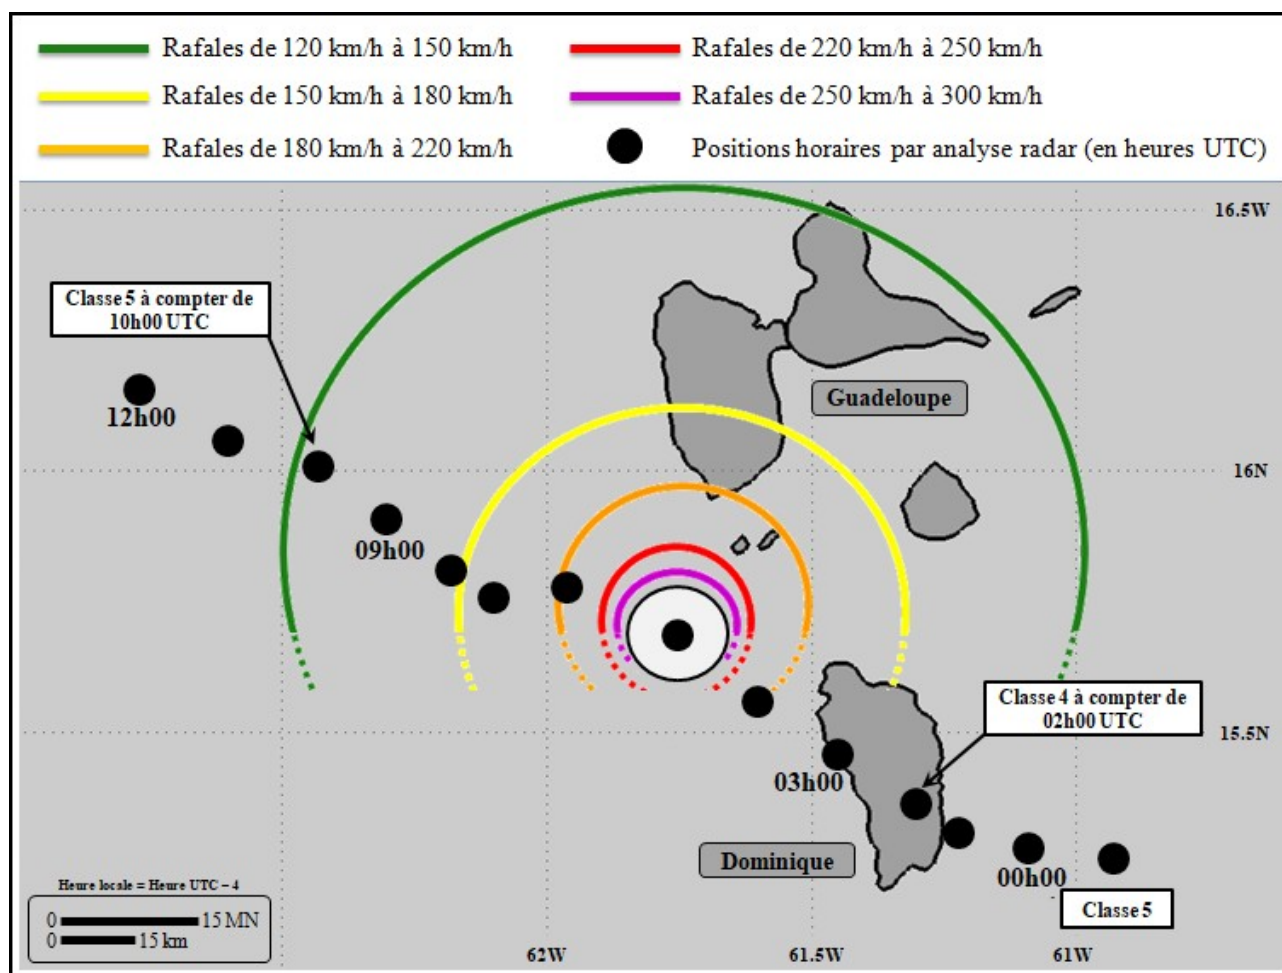 Rafales de 120 km/h à 150 km/h
Rafales de 220 km/h à 250 km/h
Rafales de 150 km/h à 180 km/h
Rafales de 250 km/h à 300 km/h
Rafales de 180 km/h à 220 km/h
Positions horaires par analyse radar (en heures UTC)
16.5W
Classe 5 à compter de
10h00 UTC
12h00
Guadeloupe
16N
09h00
Classe 4 à compter de
02h00 UTC
15.5N
03h00
Dominique
00h00
Classe 5
Heure locale = Heure UTC – 4
0 15 MN
0 15 km
62W
61.5W
61W